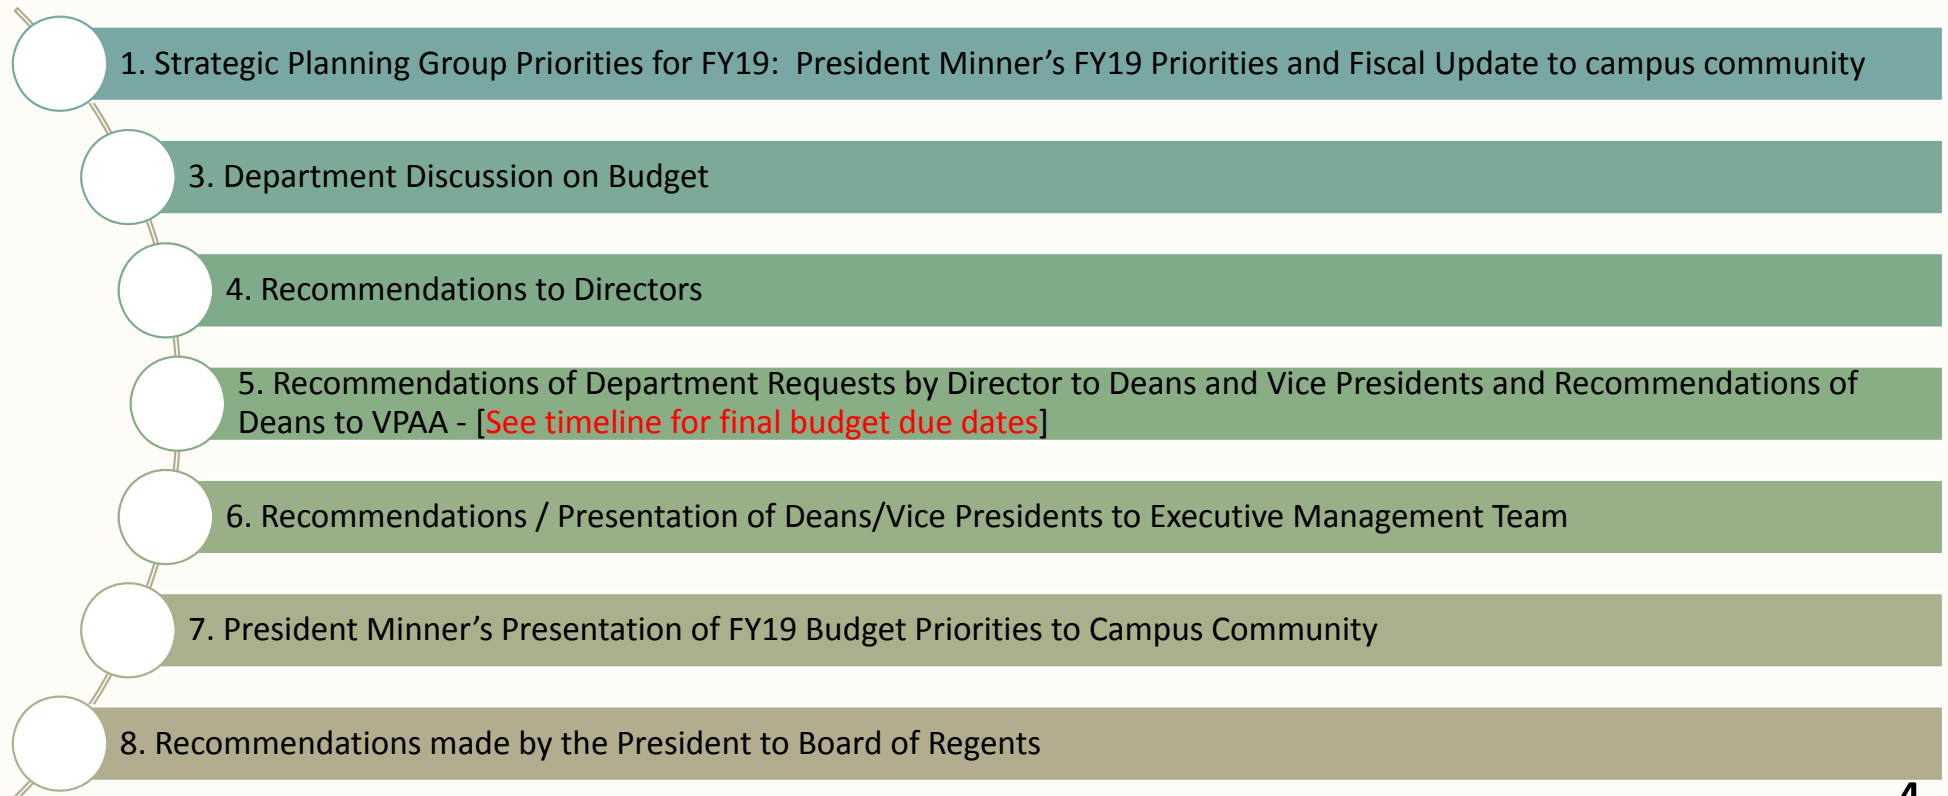 1. Strategic Planning Group Priorities for FY19:  President Minner’s FY19 Priorities and Fiscal Update to campus community
3. Department Discussion on Budget
4. Recommendations to Directors
5. Recommendations of Department Requests by Director to Deans and Vice Presidents and Recommendations of
Deans to VPAA - [See timeline for final budget due dates]
6. Recommendations / Presentation of Deans/Vice Presidents to Executive Management Team
7. President Minner’s Presentation of FY19 Budget Priorities to Campus Community
8. Recommendations made by the President to Board of Regents
4